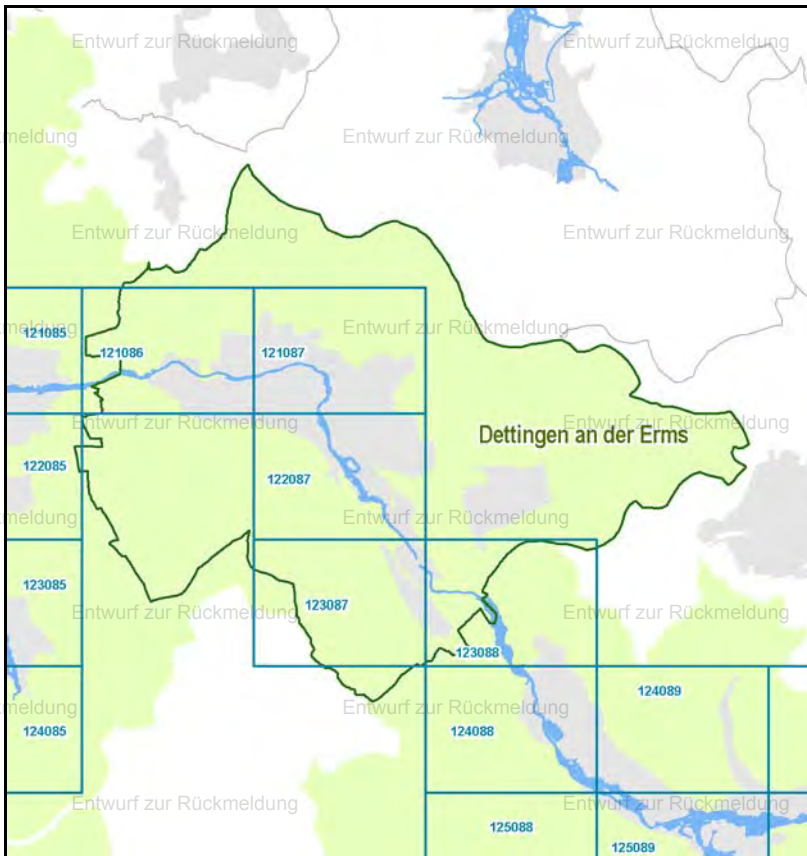 Entwurf zur Rückmeldung Entwurf zur Rückmeldung
meldung Entwurf zur Rückmeldung
Entwurf zur Rückmeldung Entwurf zur Rückmeldung
meldung Entwurf zur Rückmeldung
121085
121086 121087
Entwurf zur Rückmeldung Entwurf zur Rückmeldung
Dettingen an der Erms
122085
122087
meldung Entwurf zur Rückmeldung
123085
123087
Entwurf zur Rückmeldung Entwurf zur Rückmeldung
123088
124089
meldung Entwurf zur Rückmeldung
124085 124088
Entwurf zur Rückmeldung Entwurf zur Rückmeldung
125088
125089